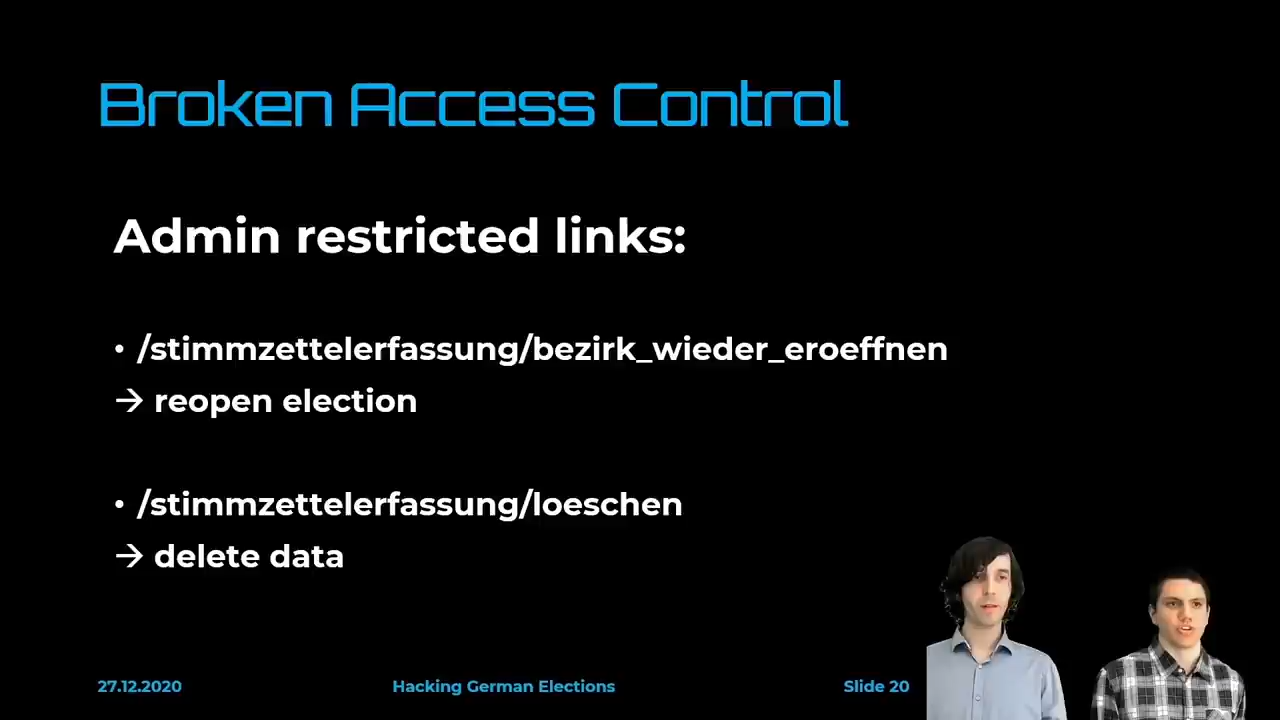 Broken Access Control
Admin restricted links:
• /stimmzettelerfassung/bezirk_wieder_eroeffnen
→ reopen election
• /stimmzettelerfassung/loeschen
→ delete data
27.12.2020 Hacking German Elections Slide 20